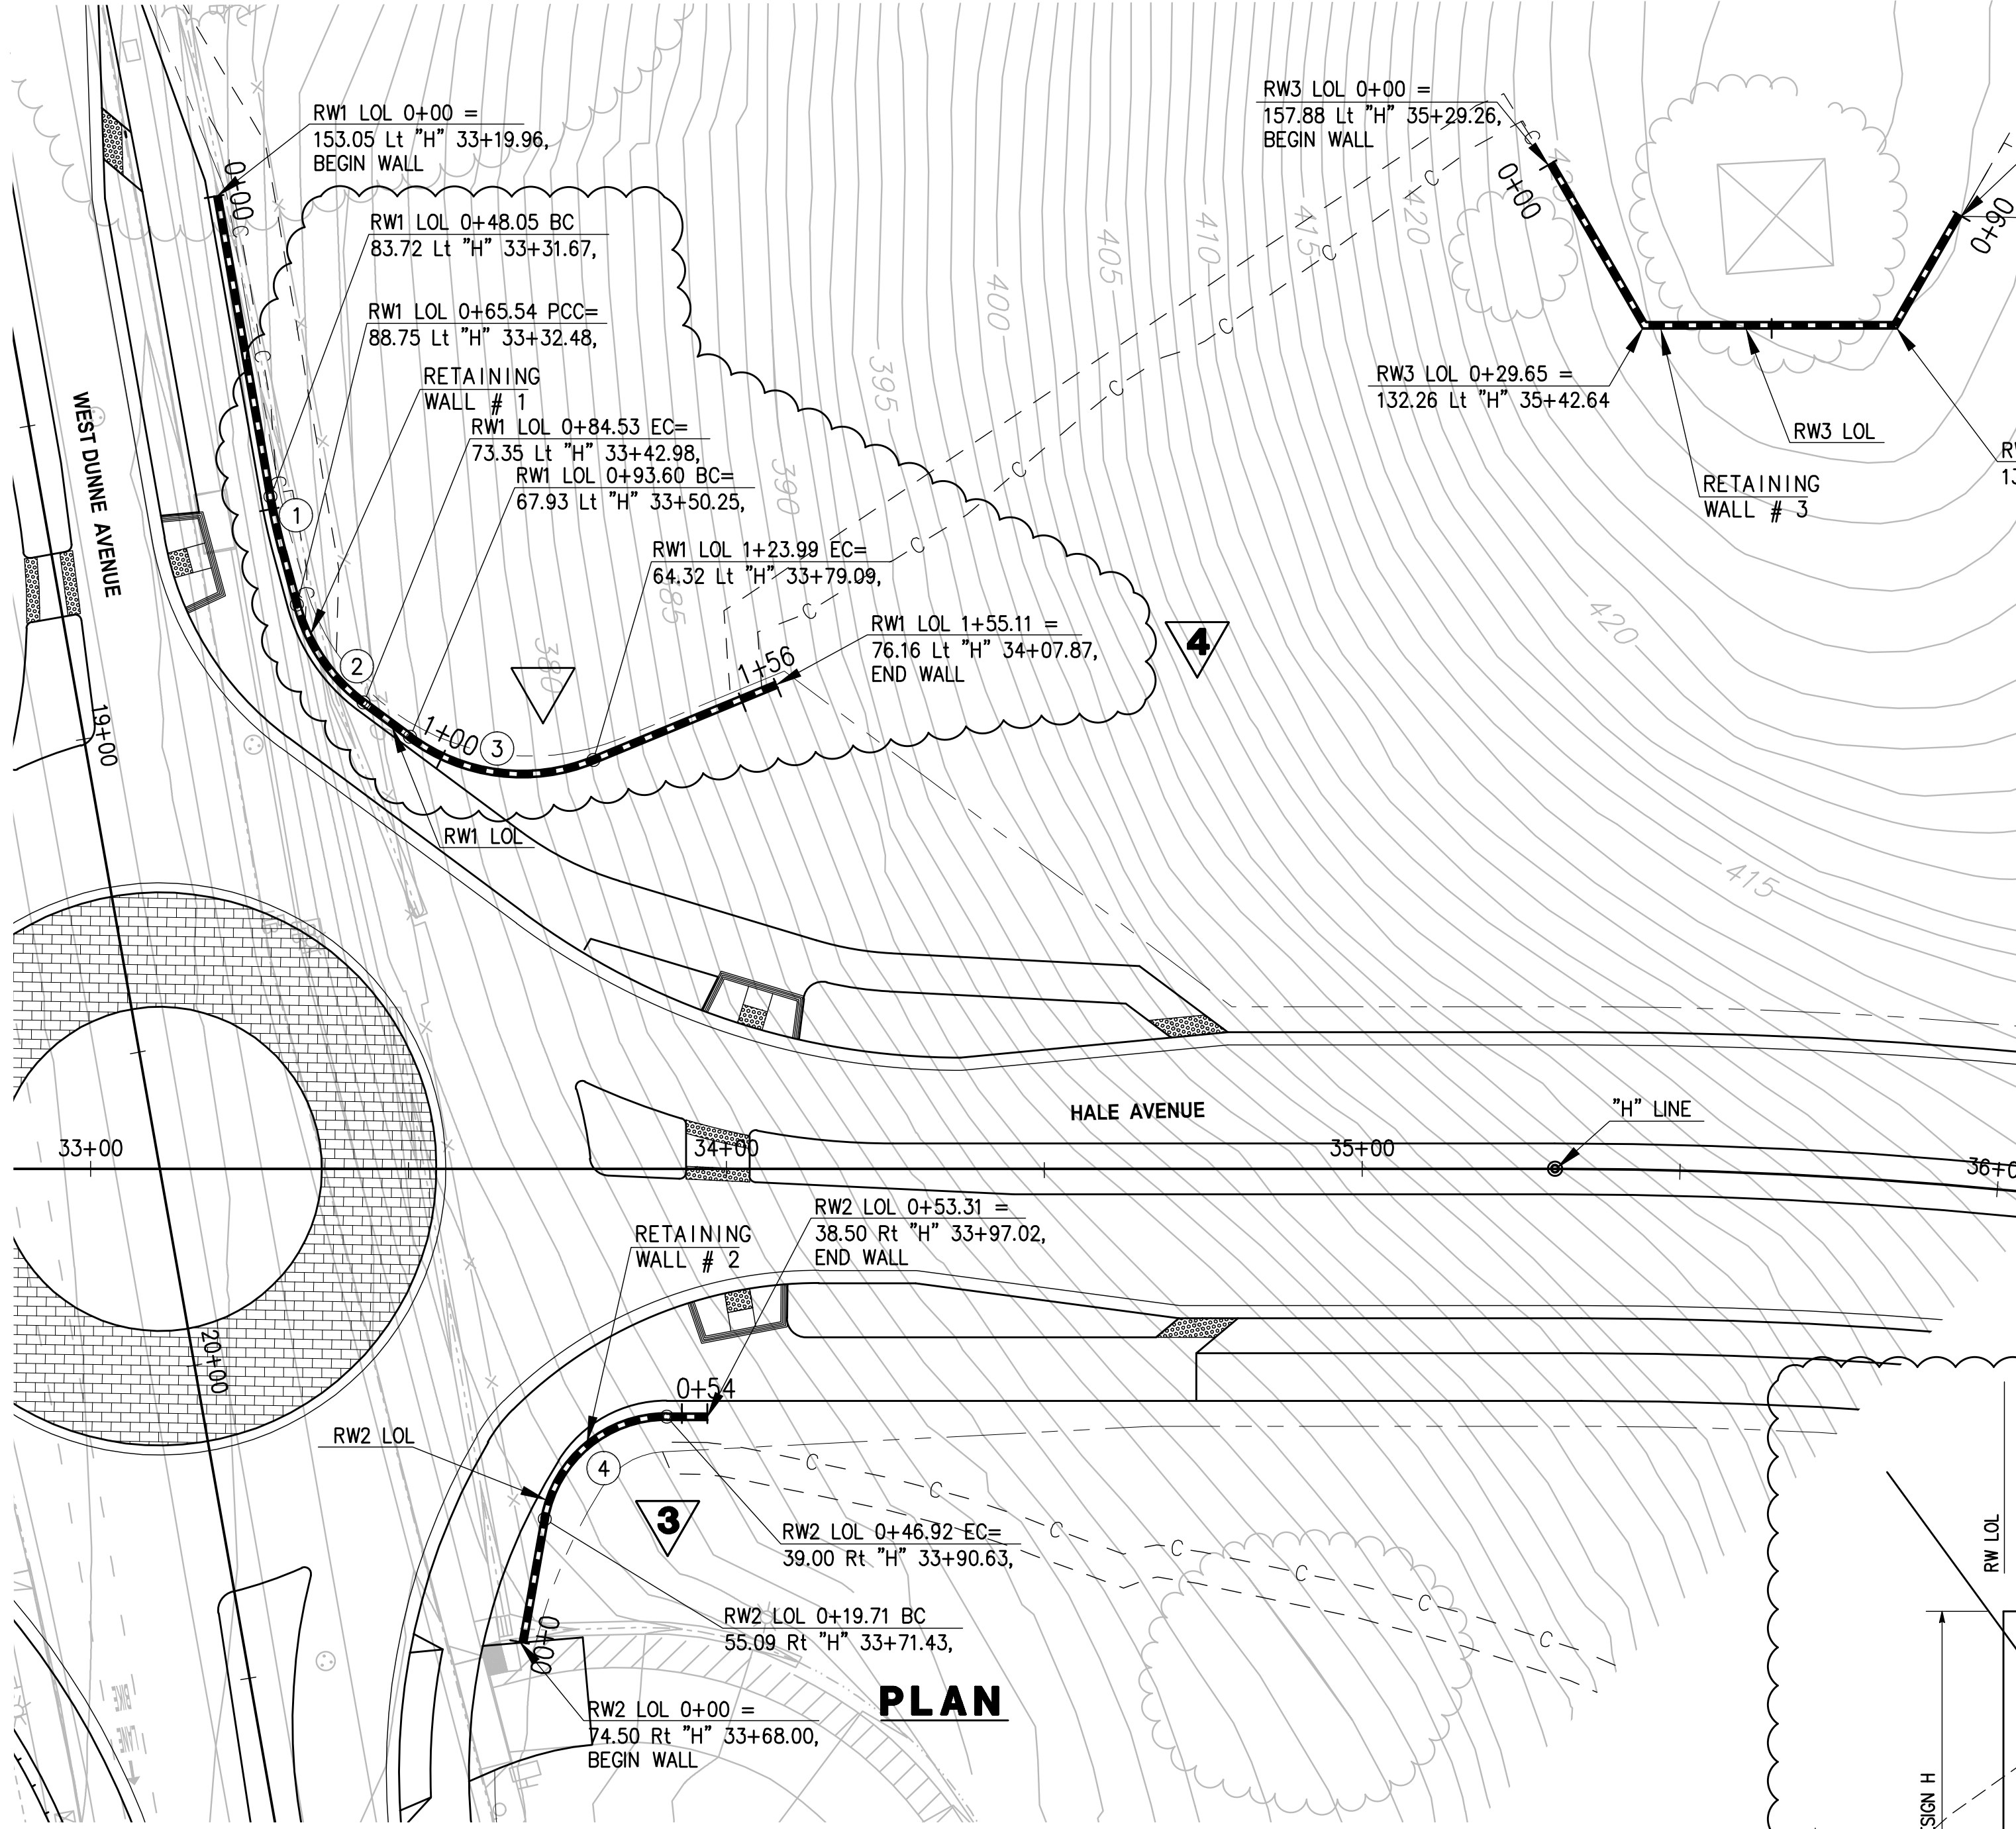 RW1 LOL 0+00 =
153.05 Lt "H" 33+19.96,
BEGIN WALL
0+00
RW1 LOL 0+48.05 BC
83.72 Lt "H" 33+31.67,
RW1 LOL 0+65.54 PCC=
88.75 Lt "H" 33+32.48,
RETAINING
WALL # 1
RW1 LOL 0+84.53 EC=
73.35 Lt "H" 33+42.98,
RW1 LOL 0+93.60 BC=
67.93 Lt "H" 33+50.25,
RW1 LOL 1+23.99 EC=
64.32 Lt "H" 33+79.09,
RW1 LOL 1+55.11 =
76.16 Lt "H" 34+07.87,
END WALL
1+56
1+00
1
2
3
4
RW1 LOL
RW3 LOL 0+00 =
157.88 Lt "H" 35+29.26,
BEGIN WALL
0+00
0+90
RW3 LOL 0+29.65 =
132.26 Lt "H" 35+42.64
RW3 LOL
RETAINING
WALL # 3
380
385
390
395
400
405
410
415
420
420
415
WEST DUNNE AVENUE
19+00
20+00
HALE AVENUE
"H" LINE
33+00
34+00
35+00
RETAINING
WALL # 2
RW2 LOL 0+53.31 =
38.50 Rt "H" 33+97.02,
END WALL
0+54
RW2 LOL
4
3
RW2 LOL 0+46.92 EC=
39.00 Rt "H" 33+90.63,
RW2 LOL 0+19.71 BC
55.09 Rt "H" 33+71.43,
0+00
RW2 LOL 0+00 =
74.50 Rt "H" 33+68.00,
BEGIN WALL
PLAN
RW LOL
BIKE
LANE